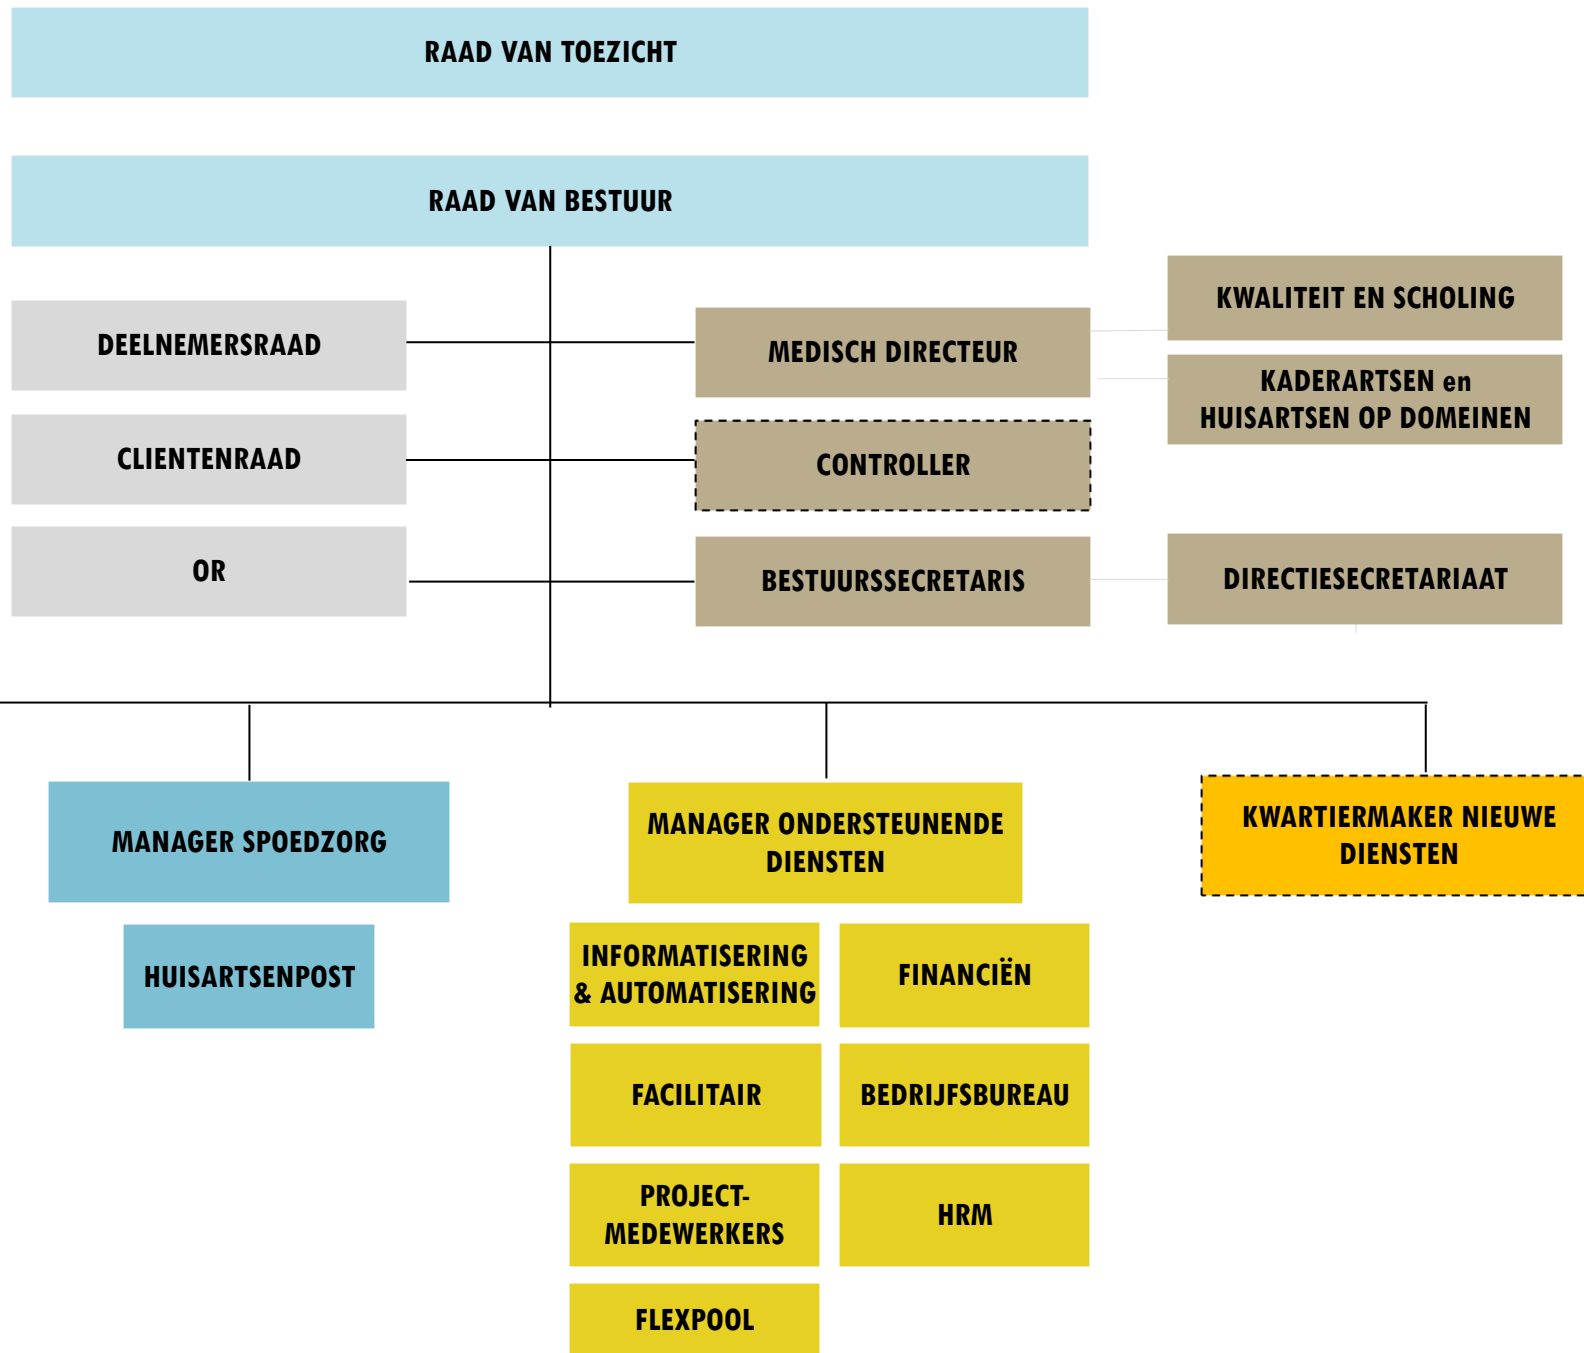 RAAD VAN TOEZICHT
RAAD VAN BESTUUR
DEELNEMERSRAAD
MEDISCH DIRECTEUR
KWALITEIT EN SCHOLING
KADERARTSEN en
HUISARTSEN OP DOMEINEN
CLIENTENRAAD
CONTROLLER
OR
BESTUURSSECRETARIS
DIRECTIESECRETARIAAT
MANAGER SPOEDZORG
MANAGER ONDERSTEUNENDE
DIENSTEN
KWARTIERMAKER NIEUWE
DIENSTEN
HUISARTSENPOST
INFORMATISERING
& AUTOMATISERING
FINANCIËN
FACILITAIR
BEDRIJFSBUREAU
PROJECT-
MEDEWERKERS
HRM
FLEXPOOL